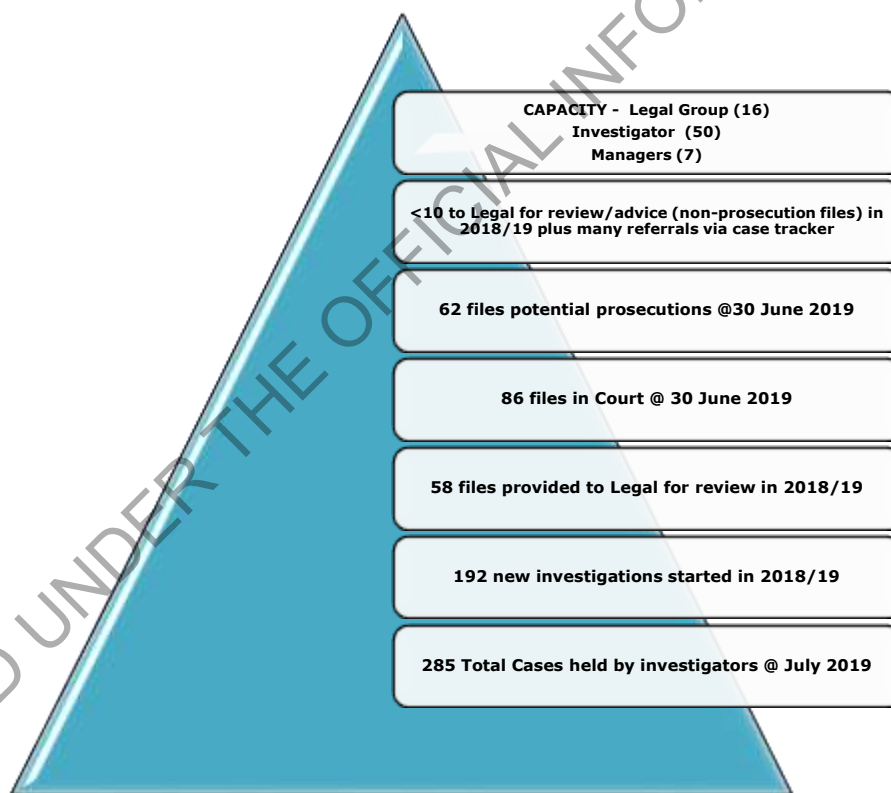 CAPACITY - Legal Group (16)
Investigator (50)
Managers (7)
<10 to Legal for review/advice (non-prosecution files) in
2018/19 plus many referrals via case tracker
62 files potential prosecutions @30 June 2019
86 files in Court @ 30 June 2019
58 files provided to Legal for review in 2018/19
192 new investigations started in 2018/19
285 Total Cases held by investigators @ July 2019
UNDER THE OFFICIAL